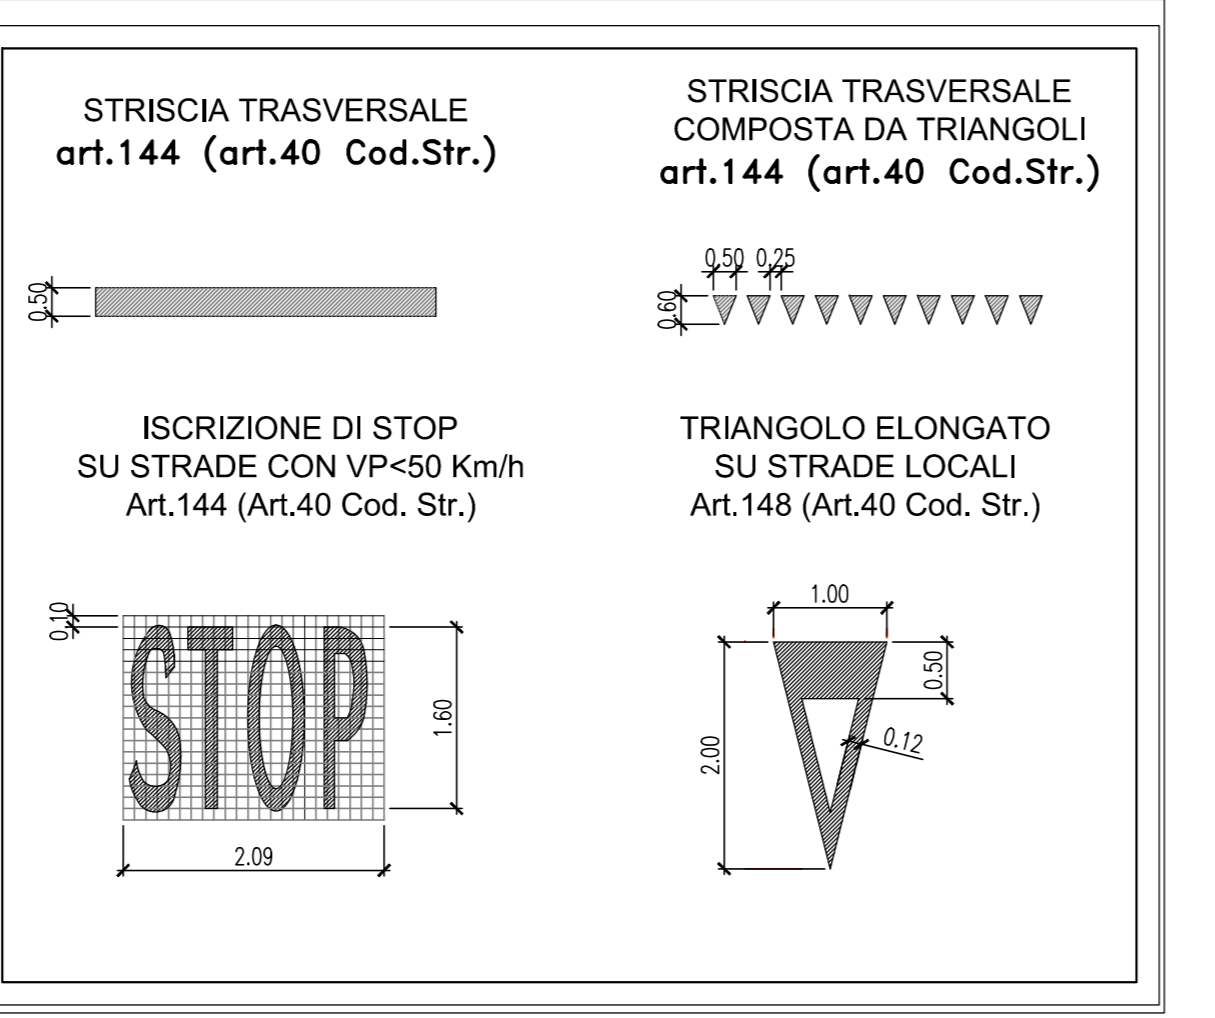 STRISCIA TRASVERSALE
art.144 (art.40 Cod.Str.)
0.50
STRISCIA TRASVERSALE
COMPOSTA DA TRIANGOLI
art.144 (art.40 Cod.Str.)
0.50 0.25
0.60
ISCRIZIONE DI STOP
SU STRADE CON VP<50 Km/h
Art.144 (Art.40 Cod. Str.)
0.10
STOP
1.60
2.09
TRIANGOLO ELONGATO
SU STRADE LOCALI
Art.148 (Art.40 Cod. Str.)
1.00
0.50
2.00
0.12